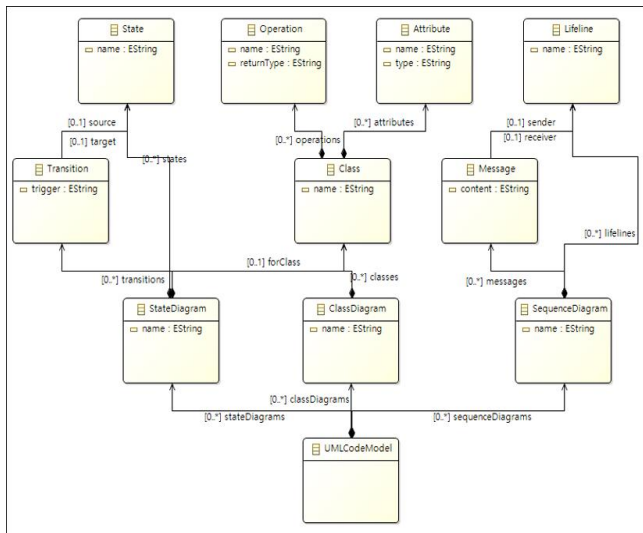 State
name : EString
Operation
name : EString
returnType : EString
Attribute
name : EString
type : EString
Lifeline
name : EString
[0..1] source
[0..1] target
[0..*] states
[0..*] operations
[0..*] attributes
[0..1] sender
[0..1] receiver
Transition
trigger : EString
Class
name : EString
Message
content : EString
[0..*] lifelines
[0..1] forClass
[0..*] transitions
[0..*] classes
[0..*] messages
StateDiagram
name : EString
ClassDiagram
name : EString
SequenceDiagram
name : EString
[0..*] classDiagrams
[0..*] stateDiagrams
[0..*] sequenceDiagrams
UMLCodeModel